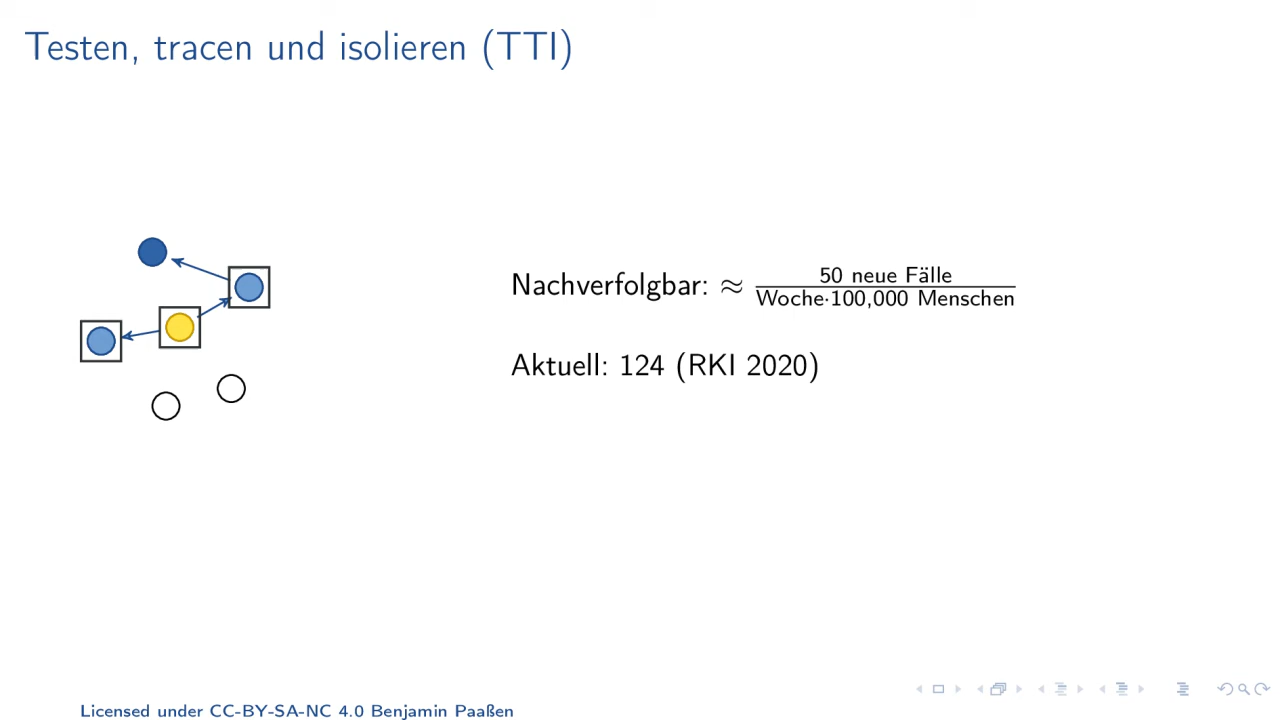 Testen, tracen und isolieren (TTI)
Nachverfolgbar: ≈ 50 neue Fälle / Woche·100,000 Menschen
Aktuell: 124 (RKI 2020)
Licensed under CC-BY-SA-NC 4.0 Benjamin Paaßen